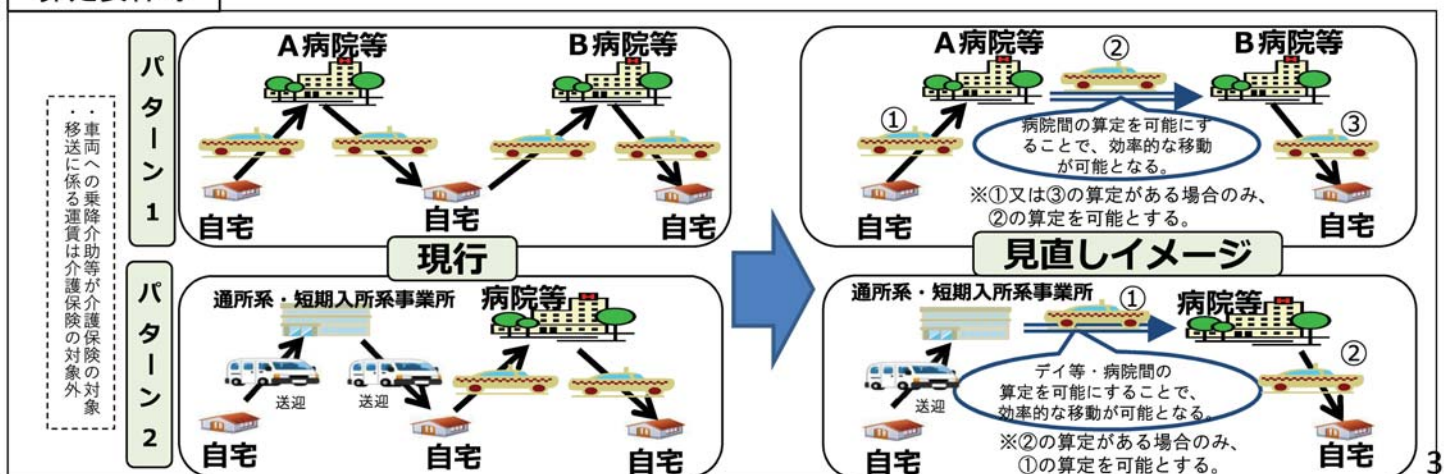 ・車両への乗降介助等が介護保険の対象
・移送に係る運賃は介護保険の対象外
パターン1
A病院等
B病院等
自宅
自宅
自宅
現行
パターン2
通所系・短期入所系事業所
病院等
送迎
送迎
自宅
自宅
自宅
A病院等
②
B病院等
①
③
病院間の算定を可能にす
ることで、効率的な移動
が可能となる。
※①又は③の算定がある場合のみ、
②の算定を可能とする。
自宅
自宅
見直しイメージ
通所系・短期入所系事業所
①
病院等
②
送迎
デイ等・病院間の
算定を可能にすることで、
効率的な移動が可能となる。
※②の算定がある場合のみ、
①の算定を可能とする。
自宅
自宅
3